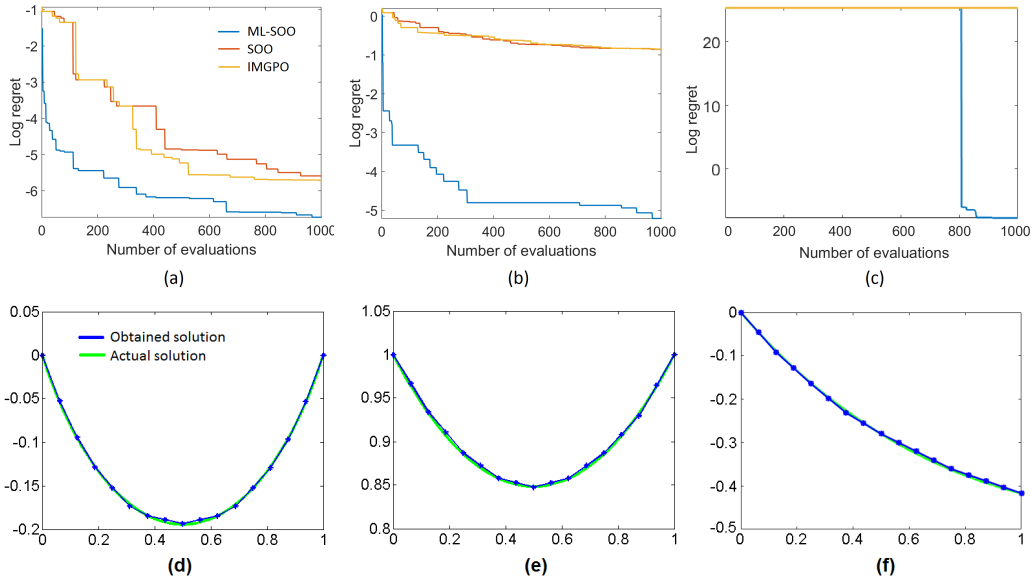 -1
-2
-3
-4
-5
-6
Log regret
ML-SOO
SOO
IMGPO
0 200 400 600 800 1000
Number of evaluations
(a)
0
-1
-2
-3
-4
-5
Log regret
0 200 400 600 800 1000
Number of evaluations
(b)
25
15
5
0
Log regret
0 200 400 600 800 1000
Number of evaluations
(c)
0.05
0
-0.05
-0.1
-0.15
-0.2
Obtained solution
Actual solution
0 0.2 0.4 0.6 0.8 1
(d)
1.05
1
0.95
0.9
0.85
0.8
0 0.2 0.4 0.6 0.8 1
(e)
0
-0.1
-0.2
-0.3
-0.4
-0.5
0 0.2 0.4 0.6 0.8 1
(f)